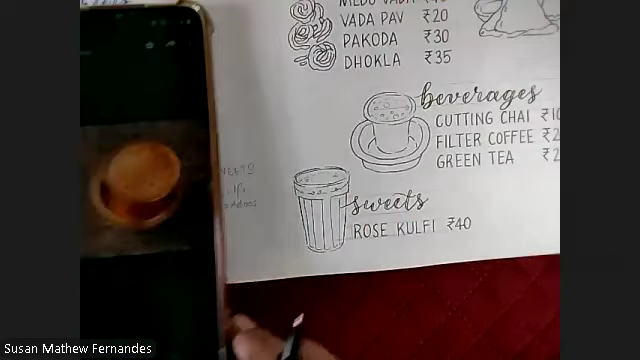 VADA PAV ₹20
PAKODA ₹30
DHOKLA ₹35
beverages
CUTTING CHAI
FILTER COFFEE
GREEN TEA
sweets
ROSE KULFI ₹40
Susan Mathew Fernandes